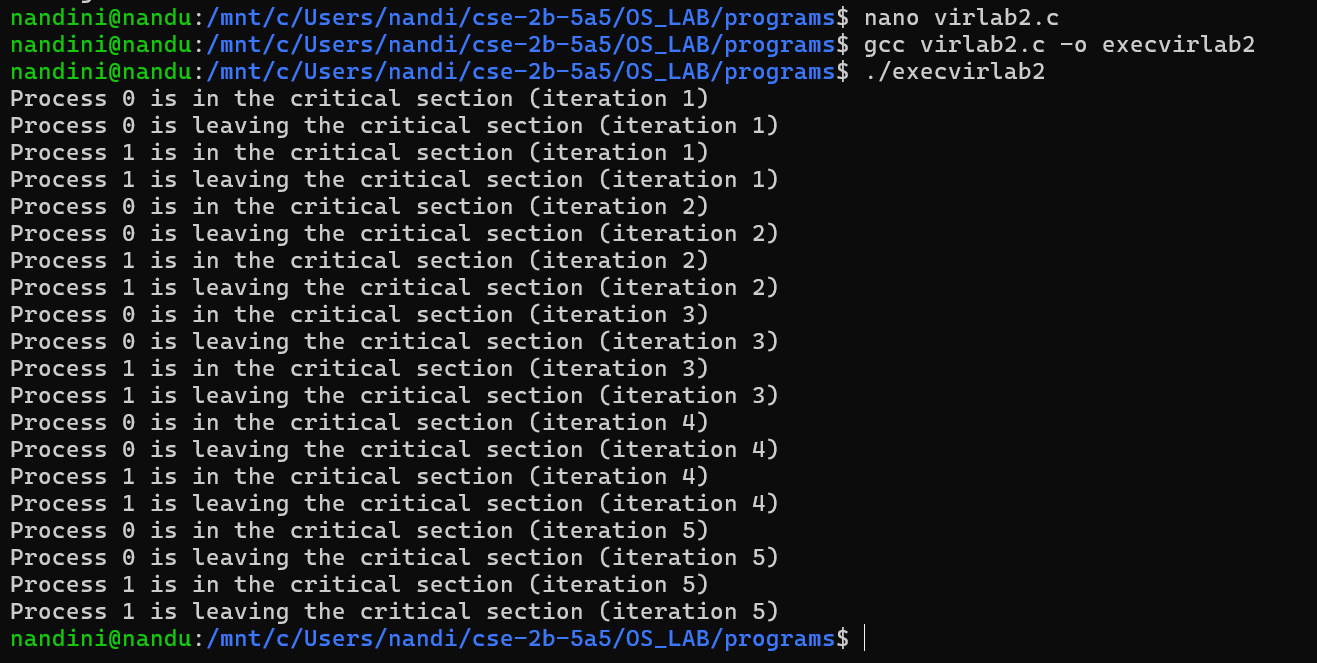 nandini@nandu:/mnt/c/Users/nandi/cse-2b-5a5/OS_LAB/programs$ nano virlab2.c
nandini@nandu:/mnt/c/Users/nandi/cse-2b-5a5/OS_LAB/programs$ gcc virlab2.c -o execvirlab2
nandini@nandu:/mnt/c/Users/nandi/cse-2b-5a5/OS_LAB/programs$ ./execvirlab2
Process 0 is in the critical section (iteration 1)
Process 0 is leaving the critical section (iteration 1)
Process 1 is in the critical section (iteration 1)
Process 1 is leaving the critical section (iteration 1)
Process 0 is in the critical section (iteration 2)
Process 0 is leaving the critical section (iteration 2)
Process 1 is in the critical section (iteration 2)
Process 1 is leaving the critical section (iteration 2)
Process 0 is in the critical section (iteration 3)
Process 0 is leaving the critical section (iteration 3)
Process 1 is in the critical section (iteration 3)
Process 1 is leaving the critical section (iteration 3)
Process 0 is in the critical section (iteration 4)
Process 0 is leaving the critical section (iteration 4)
Process 1 is in the critical section (iteration 4)
Process 1 is leaving the critical section (iteration 4)
Process 0 is in the critical section (iteration 5)
Process 0 is leaving the critical section (iteration 5)
Process 1 is in the critical section (iteration 5)
Process 1 is leaving the critical section (iteration 5)
nandini@nandu:/mnt/c/Users/nandi/cse-2b-5a5/OS_LAB/programs$